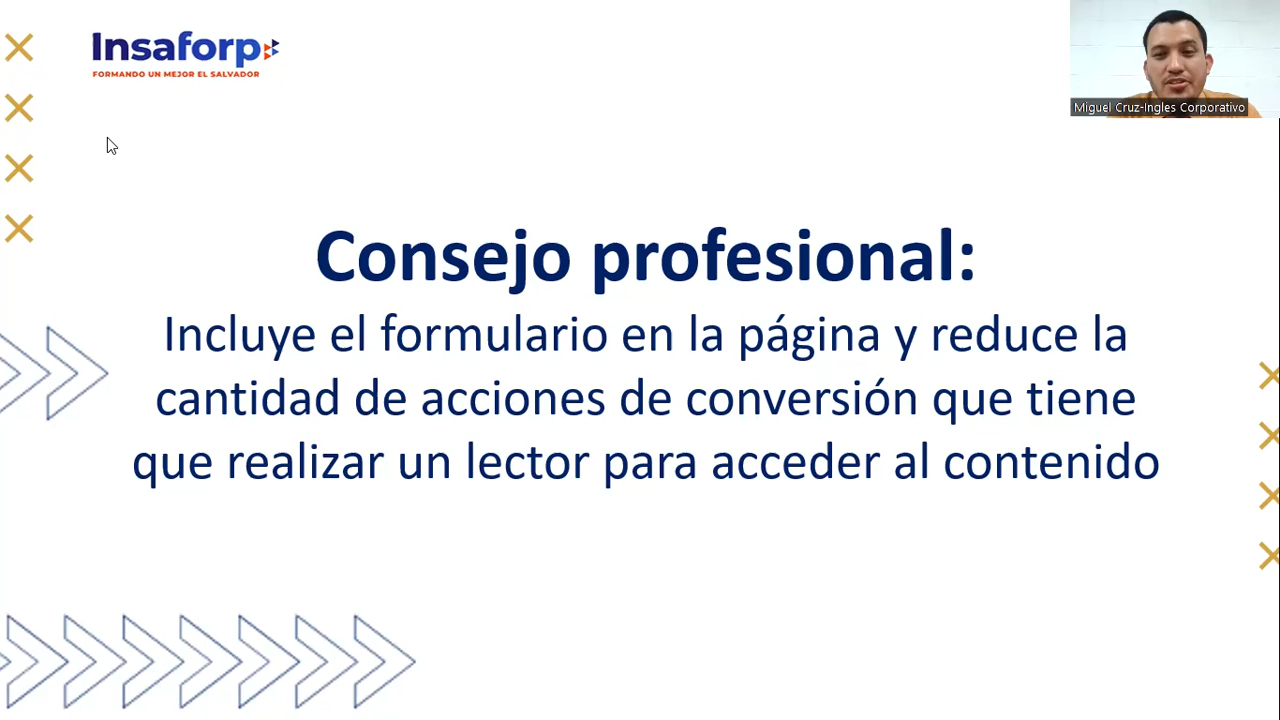 Insaforp
FORMANDO UN MEJOR EL SALVADOR
Miguel Cruz-Ingles Corporativo
Consejo profesional:
Incluye el formulario en la página y reduce la
cantidad de acciones de conversión que tiene
que realizar un lector para acceder al contenido